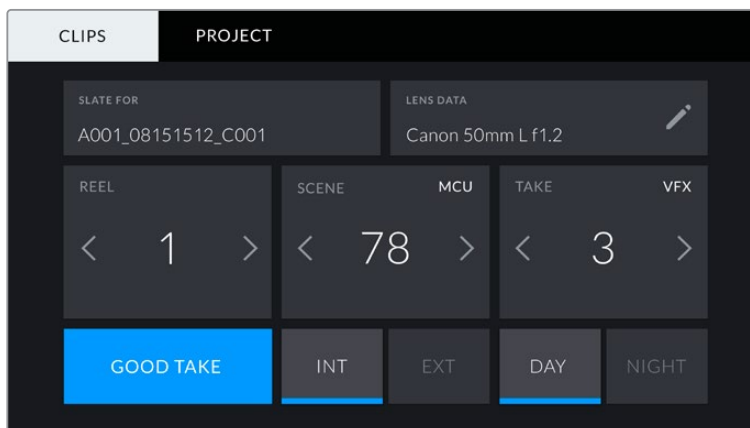 CLIPS PROJECT
SLATE FOR LENS DATA
A001_08151512_C001 Canon 50mm L f1.2
REEL SCENE MCU TAKE VFX
< 1 > < 78 > < 3 >
GOOD TAKE INT EXT DAY NIGHT